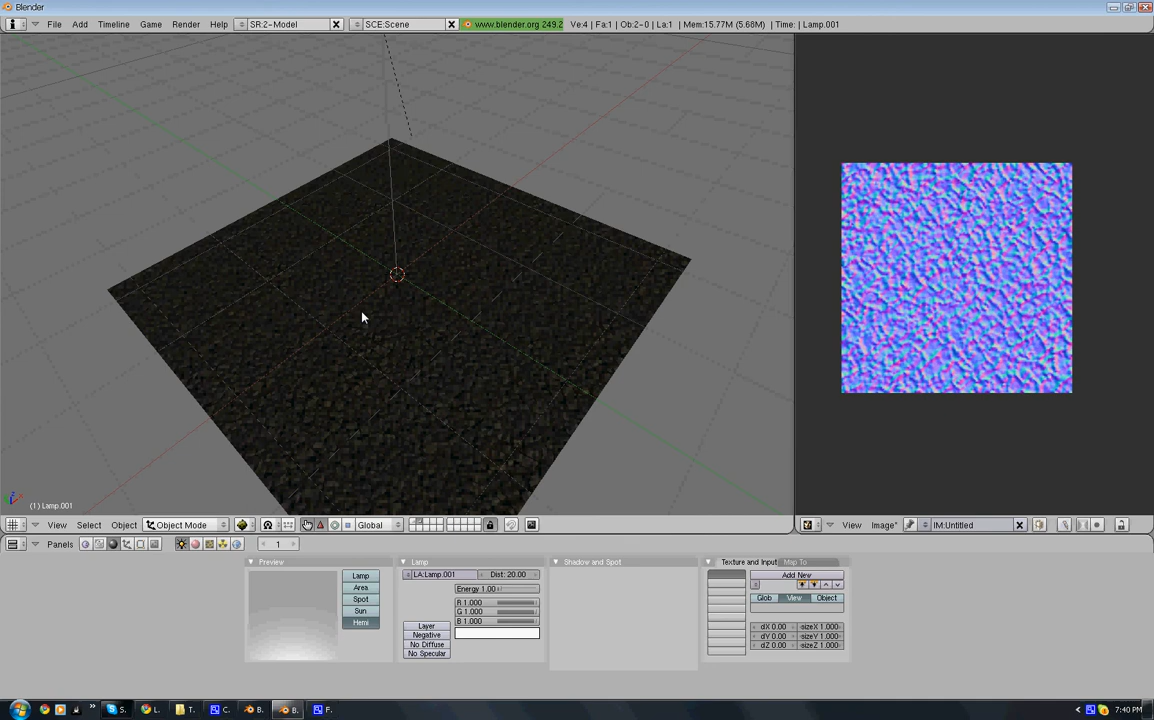 Blender
File Add Timeline Game Render Help SR:2-Model SCE:Scene www.blender.org 249.2 Ve:4 | Fa:1 | Ob:2-0 | La:1 | Mem:15.77M (5.68M) | Time: | Lamp.001
(1) Lamp.001
View Select Object Object Mode Global View Image* IM:Untitled
Panels 1
Preview Lamp Shadow and Spot Texture and Input Map To
Lamp LA:Lamp.001 Dist: 20.00 Add New
Area Energy 1.00
Spot R 1.000 Glob View Object
Sun G 1.000
Hemi B 1.000
Layer dX 0.00 sizeX 1.000
Negative dY 0.00 sizeY 1.000
No Diffuse dZ 0.00 sizeZ 1.000
No Specular
S. L. T. C. B. B. F. 7:40 PM